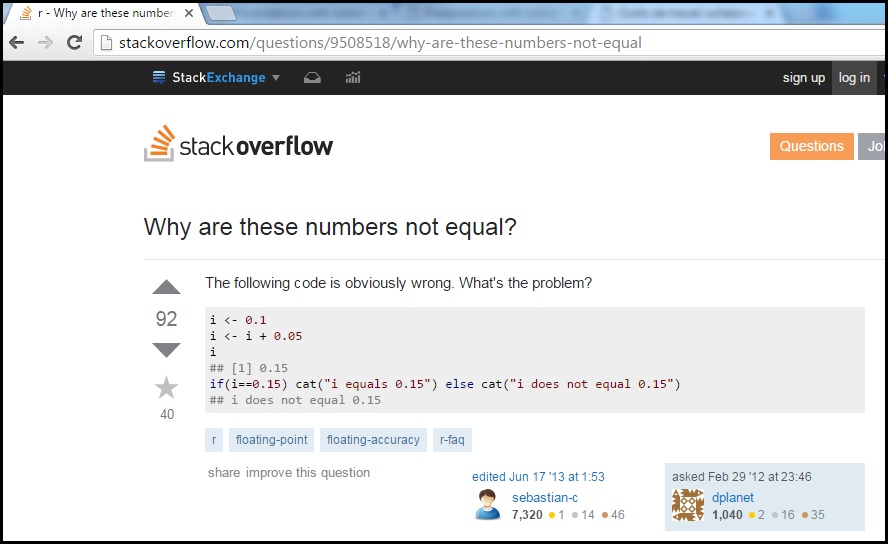 r - Why are these number
stackoverflow.com/questions/9508518/why-are-these-numbers-not-equal
StackExchange
sign up log in
stackoverflow
Questions
Why are these numbers not equal?
The following code is obviously wrong. What's the problem?
92
i <- 0.1
i <- i + 0.05
i
## [1] 0.15
if(i==0.15) cat("i equals 0.15") else cat("i does not equal 0.15")
## i does not equal 0.15
40
r floating-point floating-accuracy r-faq
share improve this question
edited Jun 17 '13 at 1:53
sebastian-c
7,320 1 14 46
asked Feb 29 '12 at 23:46
dplanet
1,040 2 16 35